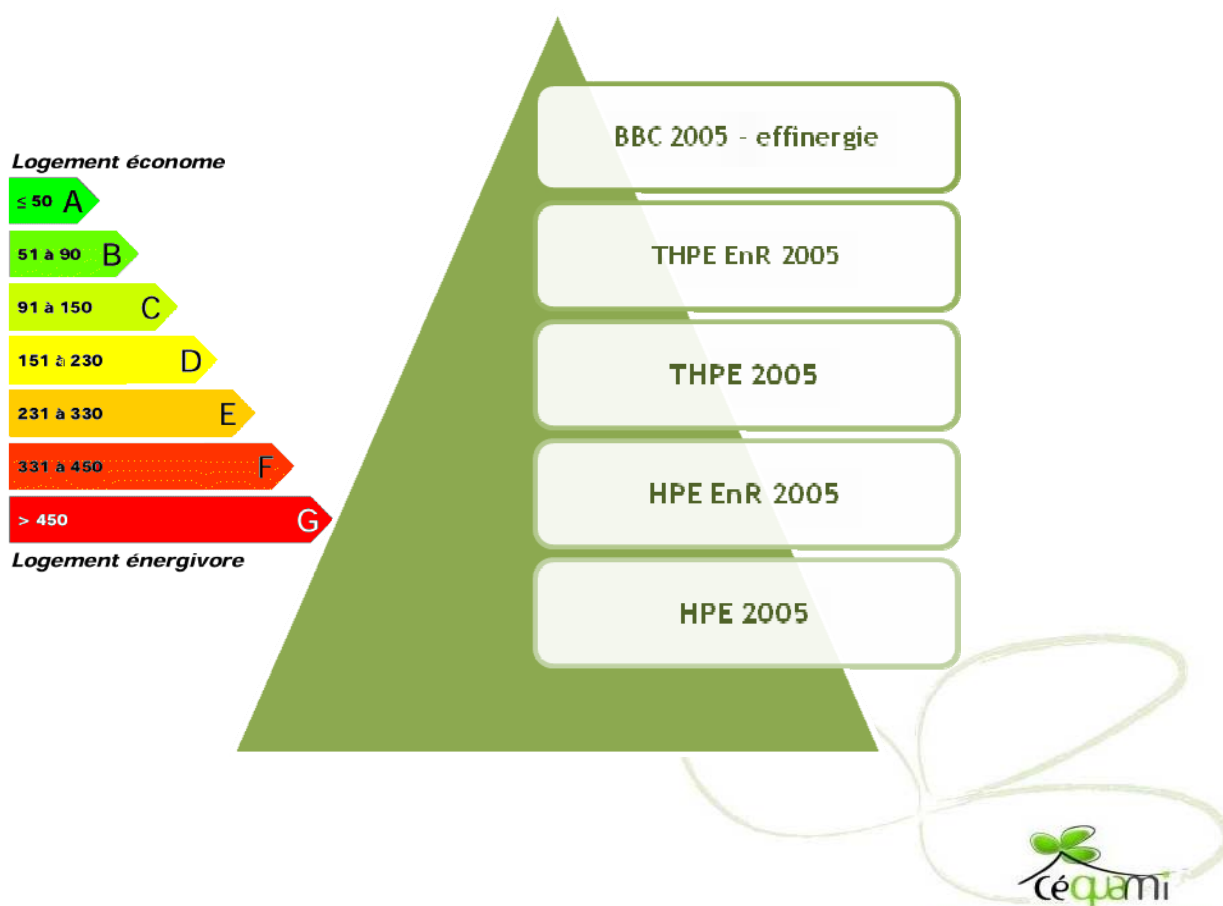 Logement économe
≤ 50 A
51 à 90 B
91 à 150 C
151 à 230 D
231 à 330 E
331 à 450 F
> 450 G
Logement énergivore
BBC 2005 - effinergie
THPE EnR 2005
THPE 2005
HPE EnR 2005
HPE 2005
céquami